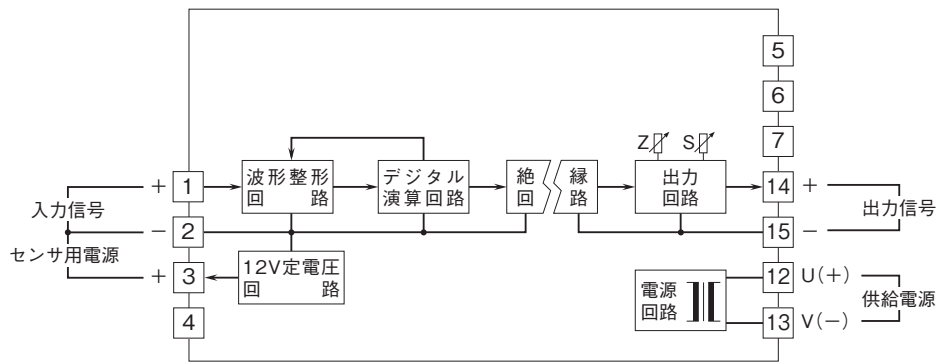 5
6
7
Z S
波形整形
回路
デジタル
演算回路
絶縁
回路
出力
回路
入力信号
+ 1
- 2
センサ用電源
+ 3
4
12V定電圧
回路
14 +
15 -
出力信号
電源
回路
12 U(+)
13 V(-)
供給電源